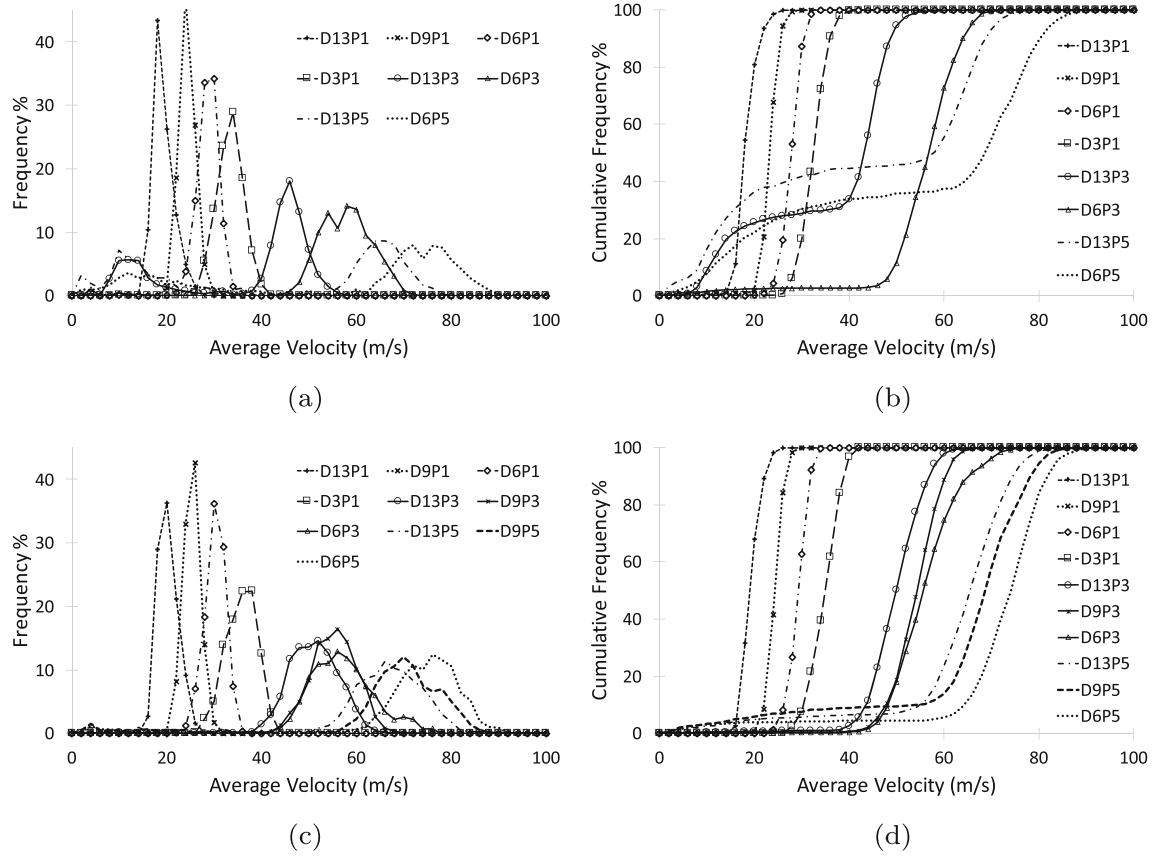 40
30
20
10
0
Frequency %
D13P1 D9P1 D6P1
D3P1 D13P3 D6P3
D13P5 D6P5
0 20 40 60 80 100
Average Velocity (m/s)
(a)
100
80
60
40
20
0
Cumulative Frequency %
D13P1
D9P1
D6P1
D3P1
D13P3
D6P3
D13P5
D6P5
0 20 40 60 80 100
Average Velocity (m/s)
(b)
40
30
20
10
0
Frequency %
D13P1 D9P1 D6P1
D3P1 D13P3 D9P3
D6P3 D13P5 D9P5
D6P5
0 20 40 60 80 100
Average Velocity (m/s)
(c)
100
80
60
40
20
0
Cumulative Frequency %
D13P1
D9P1
D6P1
D3P1
D13P3
D9P3
D6P3
D13P5
D9P5
D6P5
0 20 40 60 80 100
Average Velocity (m/s)
(d)